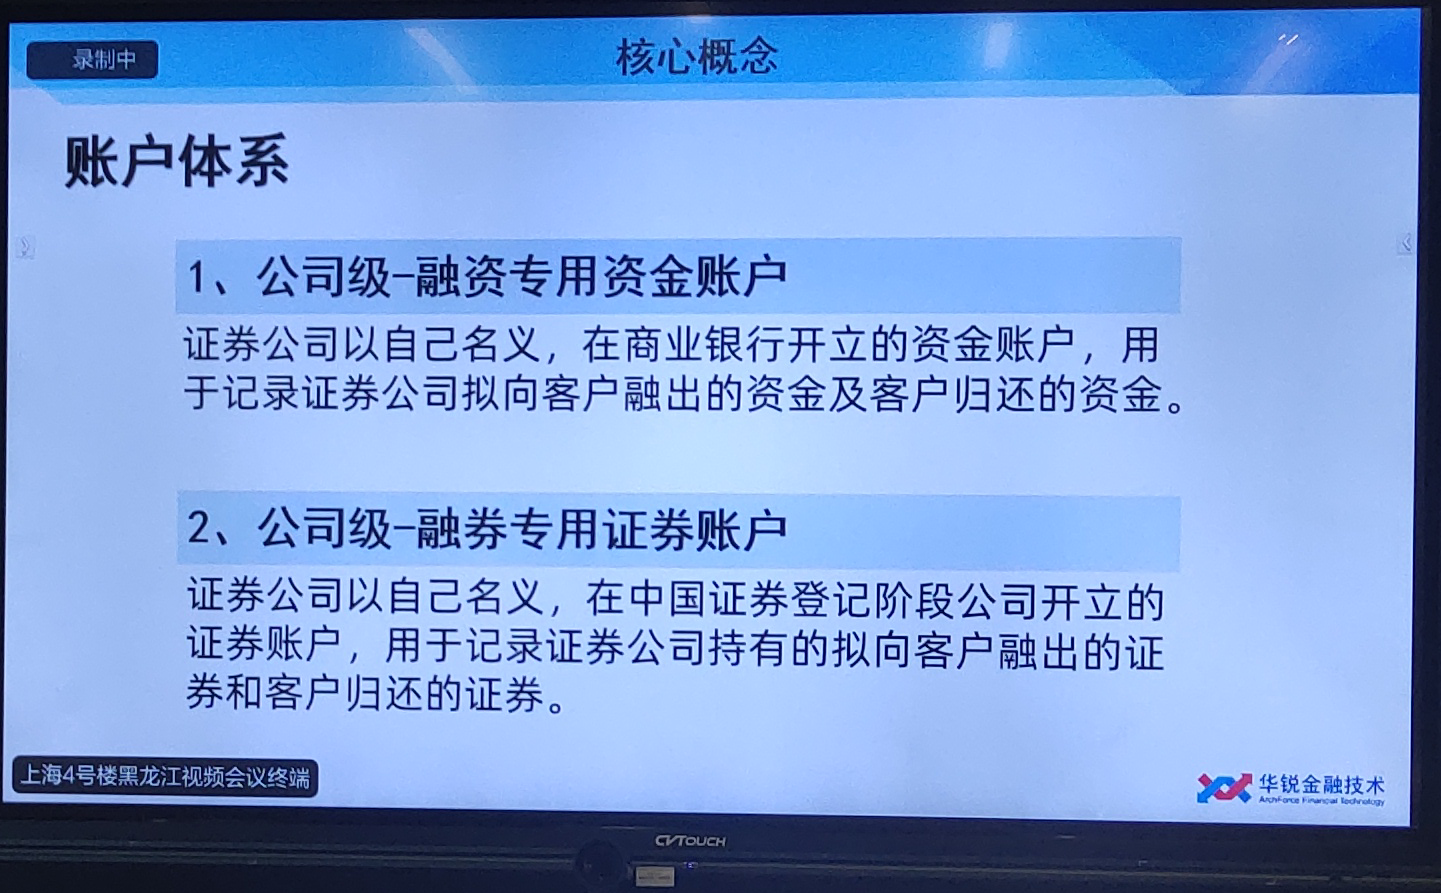 录制中
核心概念
账户体系
1、公司级-融资专用资金账户
证券公司以自己名义，在商业银行开立的资金账户，用
于记录证券公司拟向客户融出的资金及客户归还的资金。
2、公司级-融券专用证券账户
证券公司以自己名义，在中国证券登记阶段公司开立的
证券账户，用于记录证券公司持有的拟向客户融出的证
券和客户归还的证券。
上海4号楼黑龙江视频会议终端
华锐金融技术
ArchForce Financial Technology
CVTOUCH